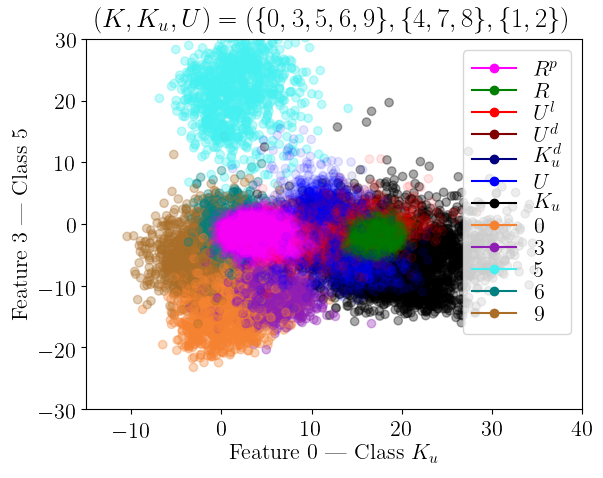 (K, K_u, U) = ({0, 3, 5, 6, 9}, {4, 7, 8}, {1, 2})
30
20
10
0
−10
−20
−30
Feature 3 — Class 5
R^p
R
U^l
U^d
K_u^d
U
K_u
0
3
5
6
9
−10
0
10
20
30
40
Feature 0 — Class K_u